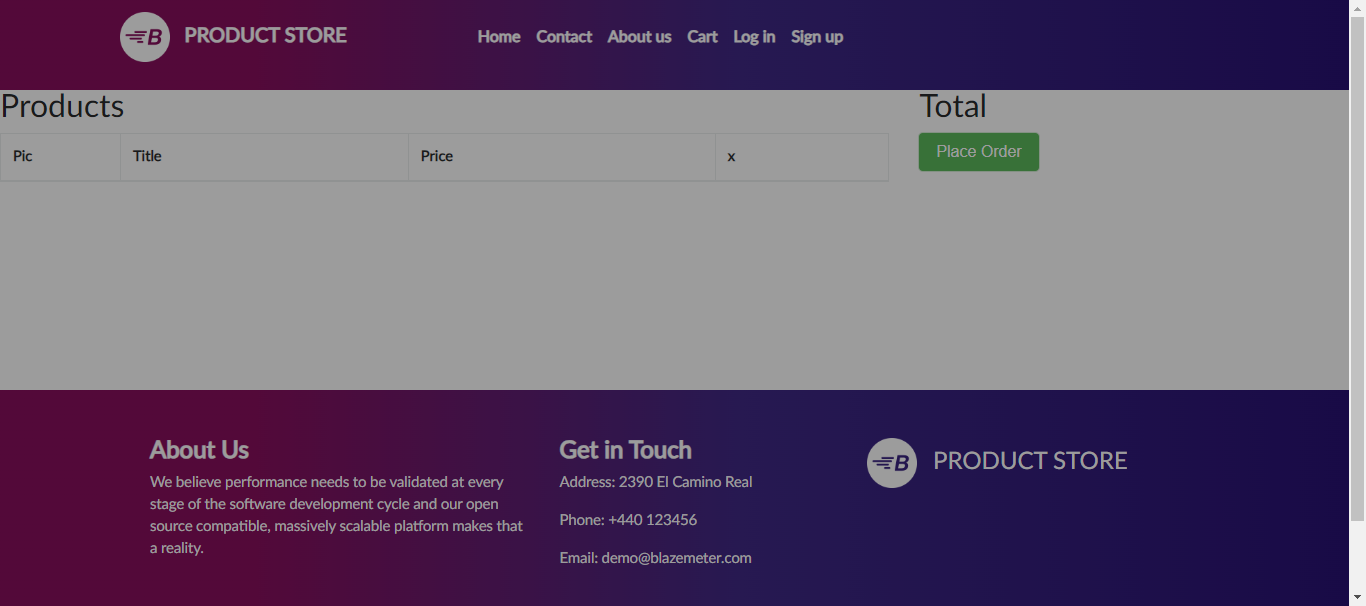 B PRODUCT STORE Home Contact About us Cart Log in Sign up
Products
Total
Pic Title Price x
Place Order
About Us
We believe performance needs to be validated at every
stage of the software development cycle and our open
source compatible, massively scalable platform makes that
a reality.
Get in Touch
Address: 2390 El Camino Real
Phone: +440 123456
Email: demo@blazemeter.com
B PRODUCT STORE